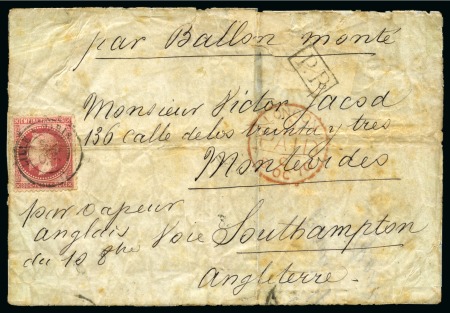 par Ballon monté
P.P.
Monsieur Victor Jacod
136 calle de los treinta y tres
Montevideo
par vapeur
anglais
du 10 8bre Voie Southampton
Angleterre